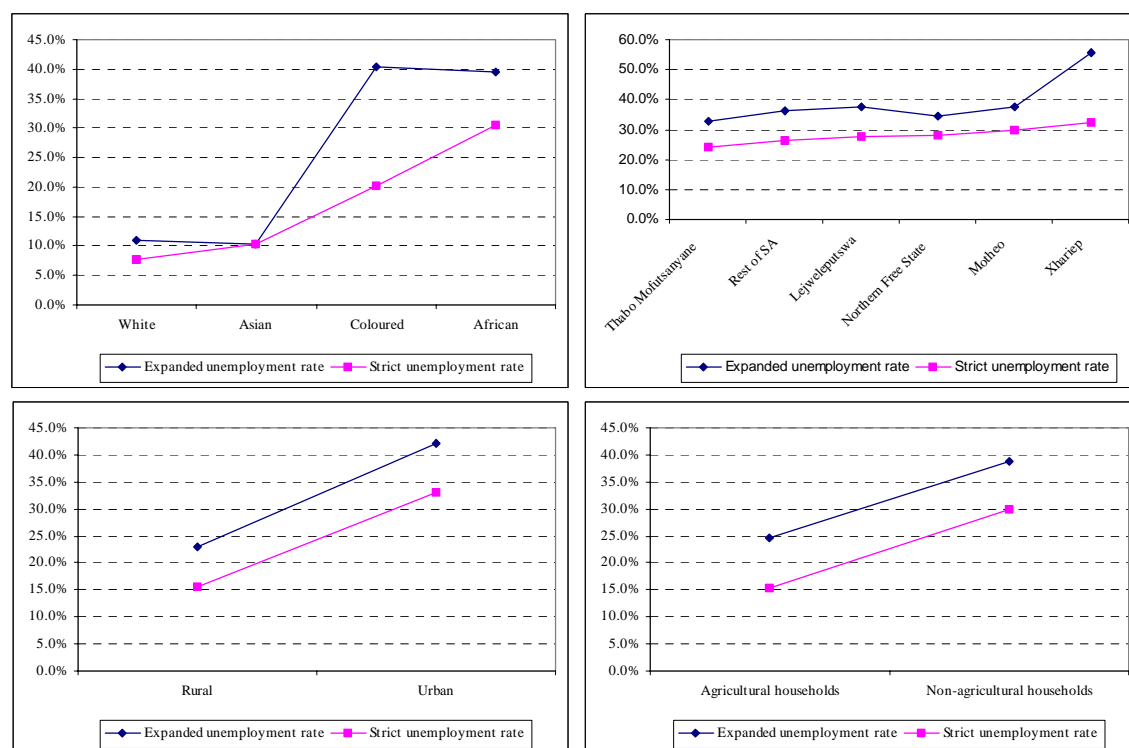 45.0%
40.0%
35.0%
30.0%
25.0%
20.0%
15.0%
10.0%
5.0%
0.0%
White Asian Coloured African
Expanded unemployment rate Strict unemployment rate
60.0%
50.0%
40.0%
30.0%
20.0%
10.0%
0.0%
Thabo Mofutsanyane
Rest of SA
Lejweleputswa
Northern Free State
Motheo
Xhariep
Expanded unemployment rate Strict unemployment rate
45.0%
40.0%
35.0%
30.0%
25.0%
20.0%
15.0%
10.0%
5.0%
0.0%
Rural Urban
Expanded unemployment rate Strict unemployment rate
45.0%
40.0%
35.0%
30.0%
25.0%
20.0%
15.0%
10.0%
5.0%
0.0%
Agricultural households Non-agricultural households
Expanded unemployment rate Strict unemployment rate